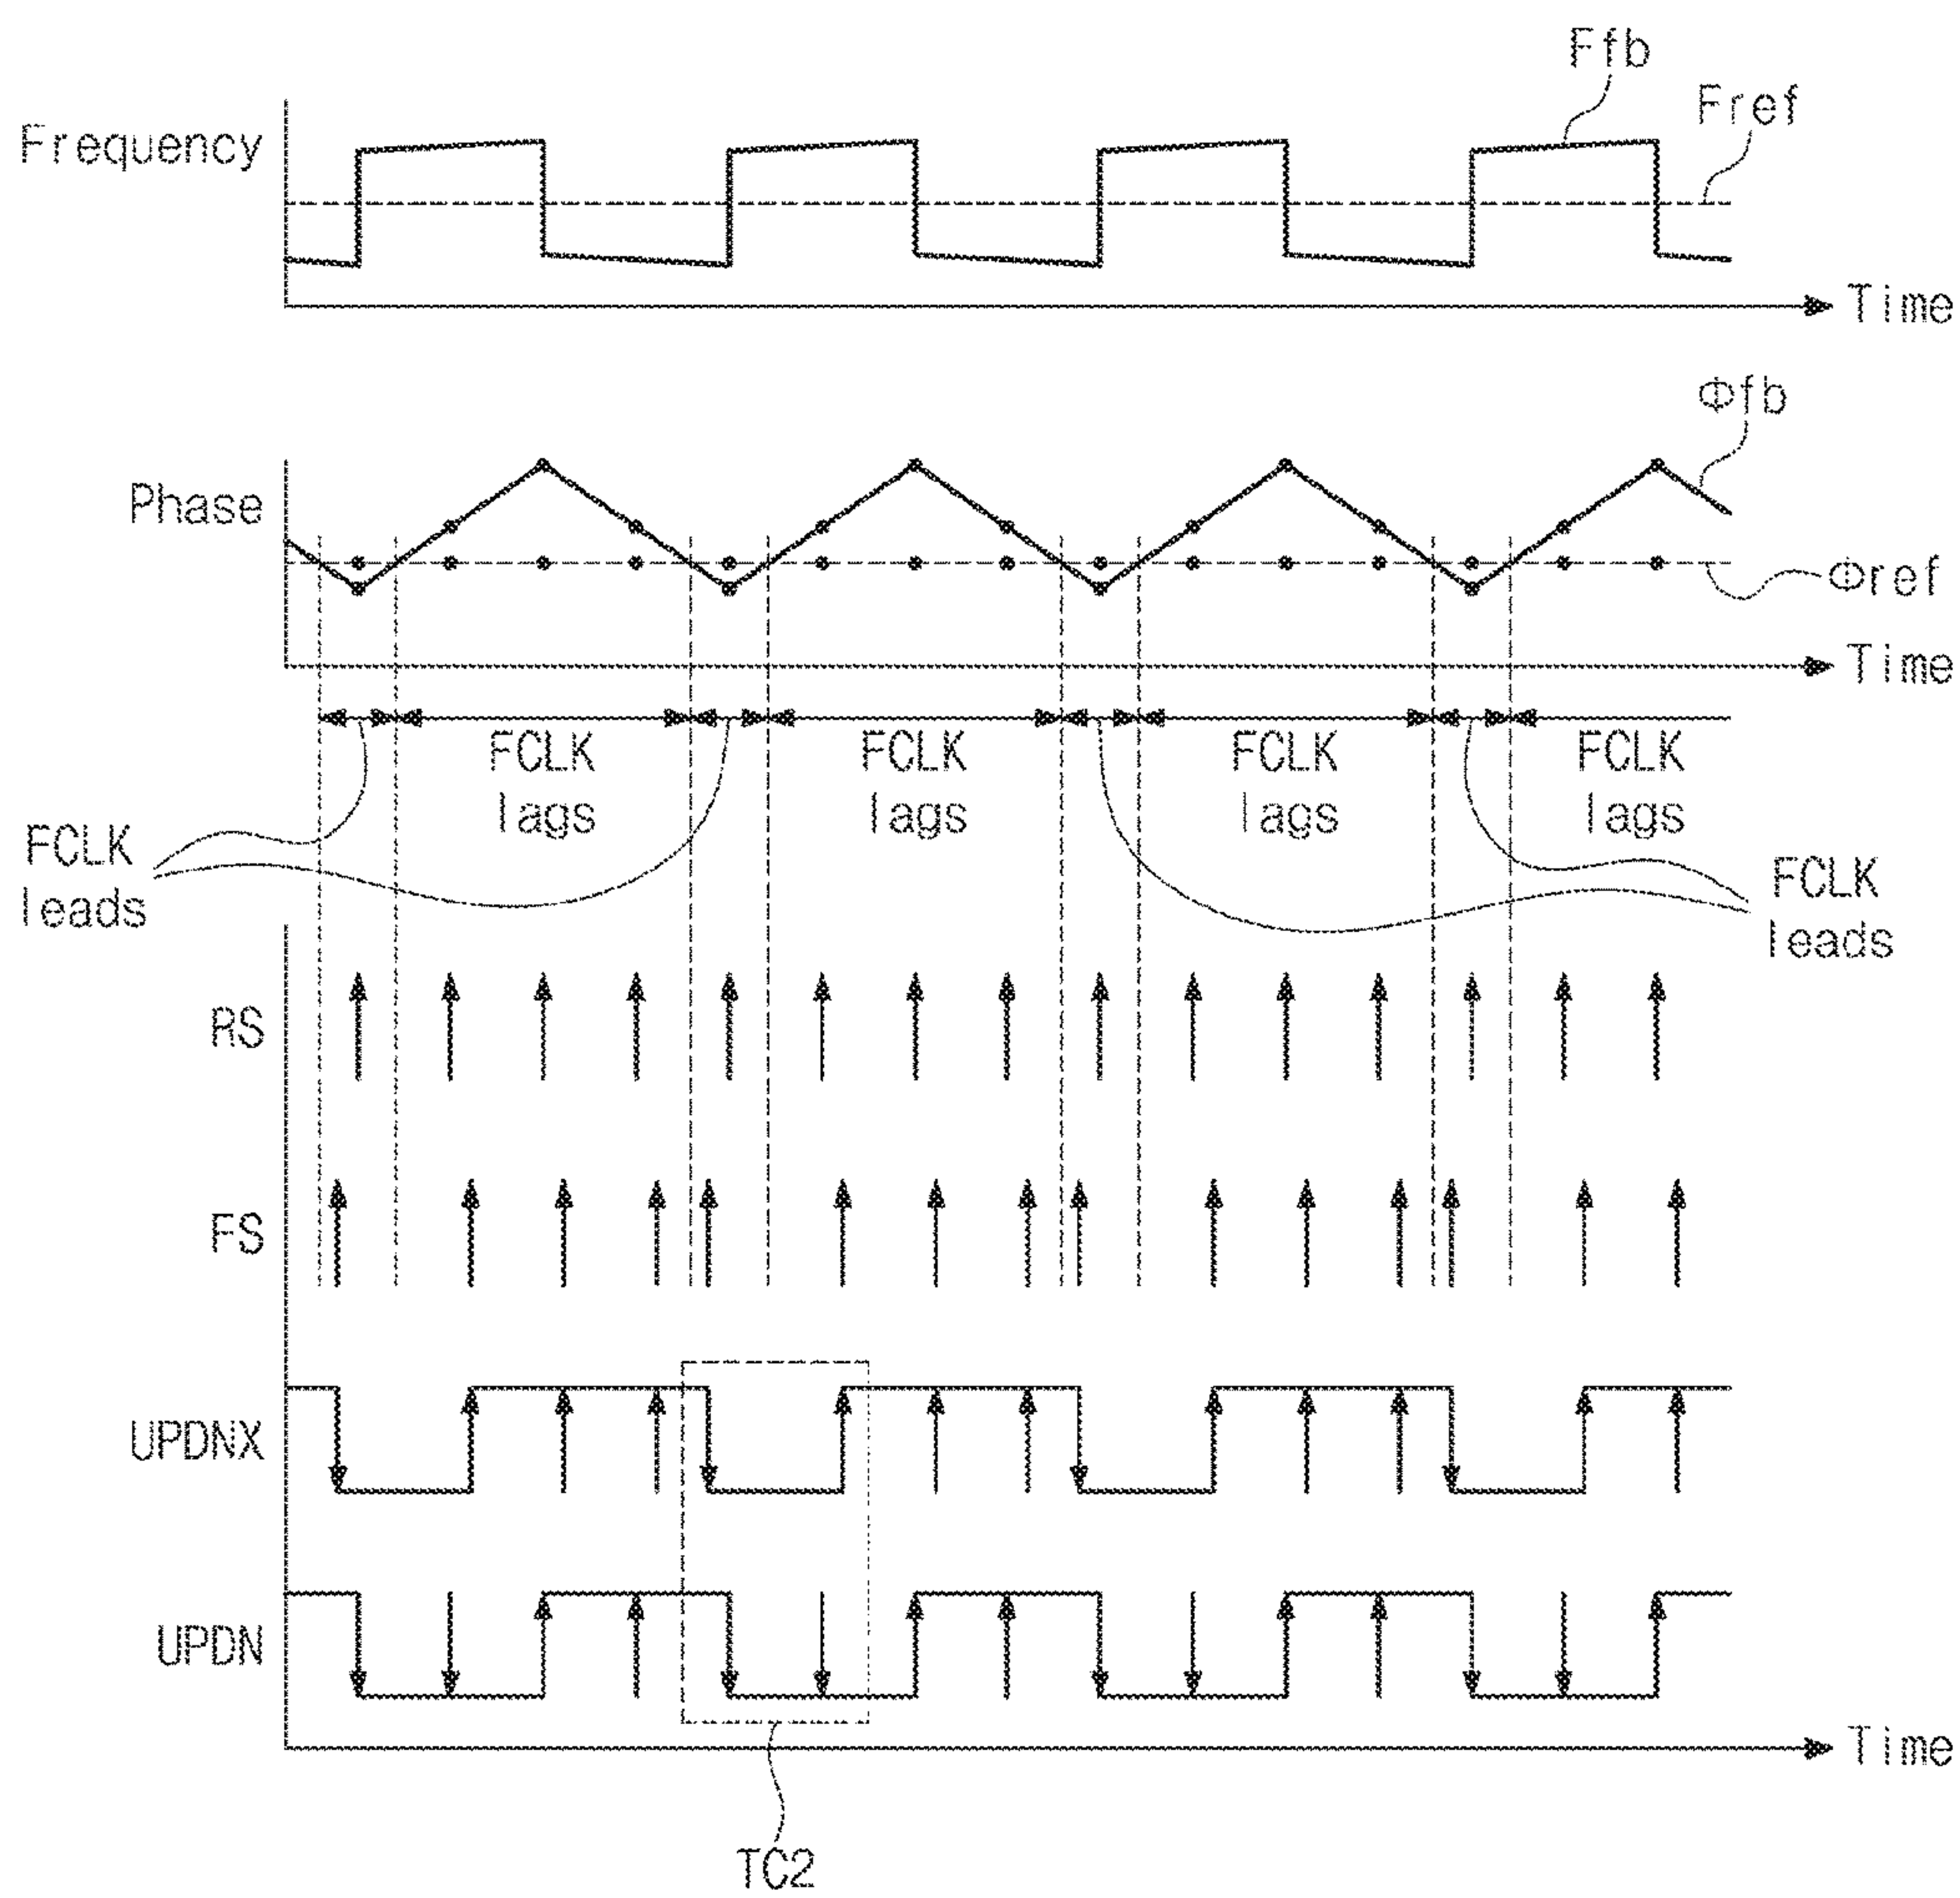 Ffb
Fref
Frequency
Time
Φfb
Phase
Φref
Time
FCLK
lags
FCLK
lags
FCLK
lags
FCLK
lags
FCLK
leads
FCLK
leads
RS
FS
UPDNX
UPDN
Time
TC2